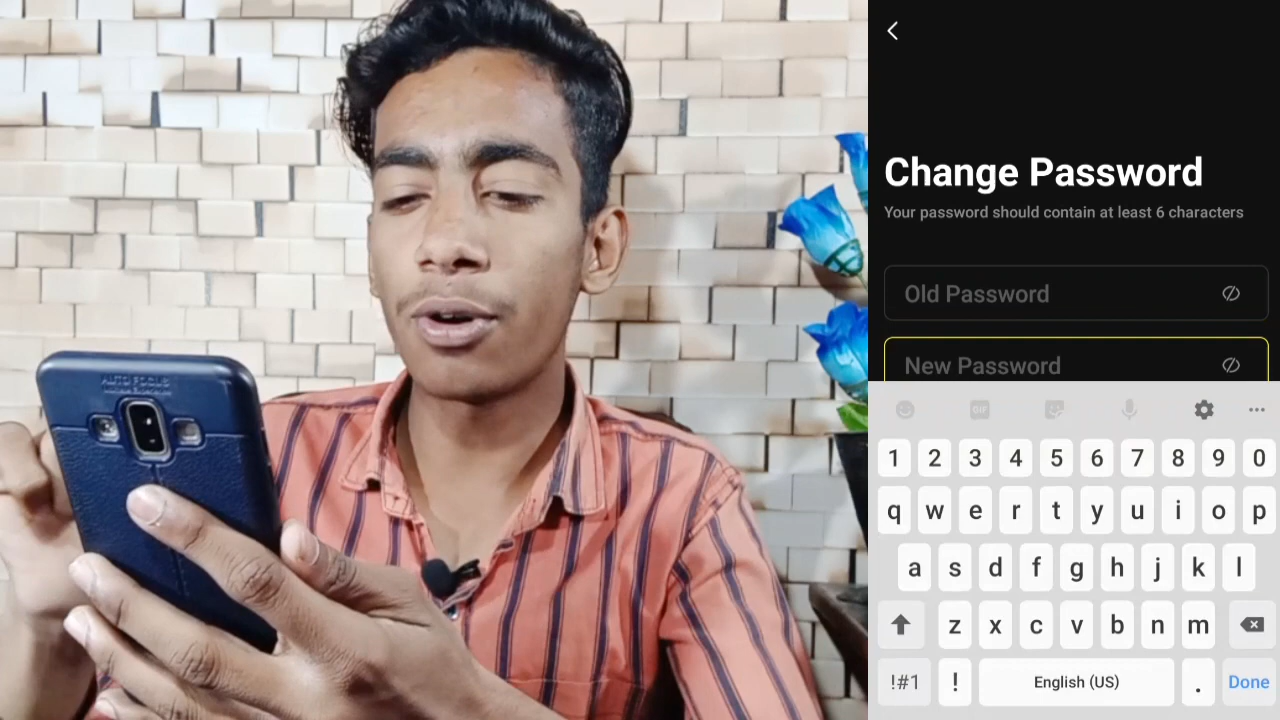 AUTO FOCUS
Change Password
Your password should contain at least 6 characters
Old Password
New Password
GIF
1 2 3 4 5 6 7 8 9 0
q w e r t y u i o p
a s d f g h j k l
z x c v b n m
!#1 ! English (US) . Done